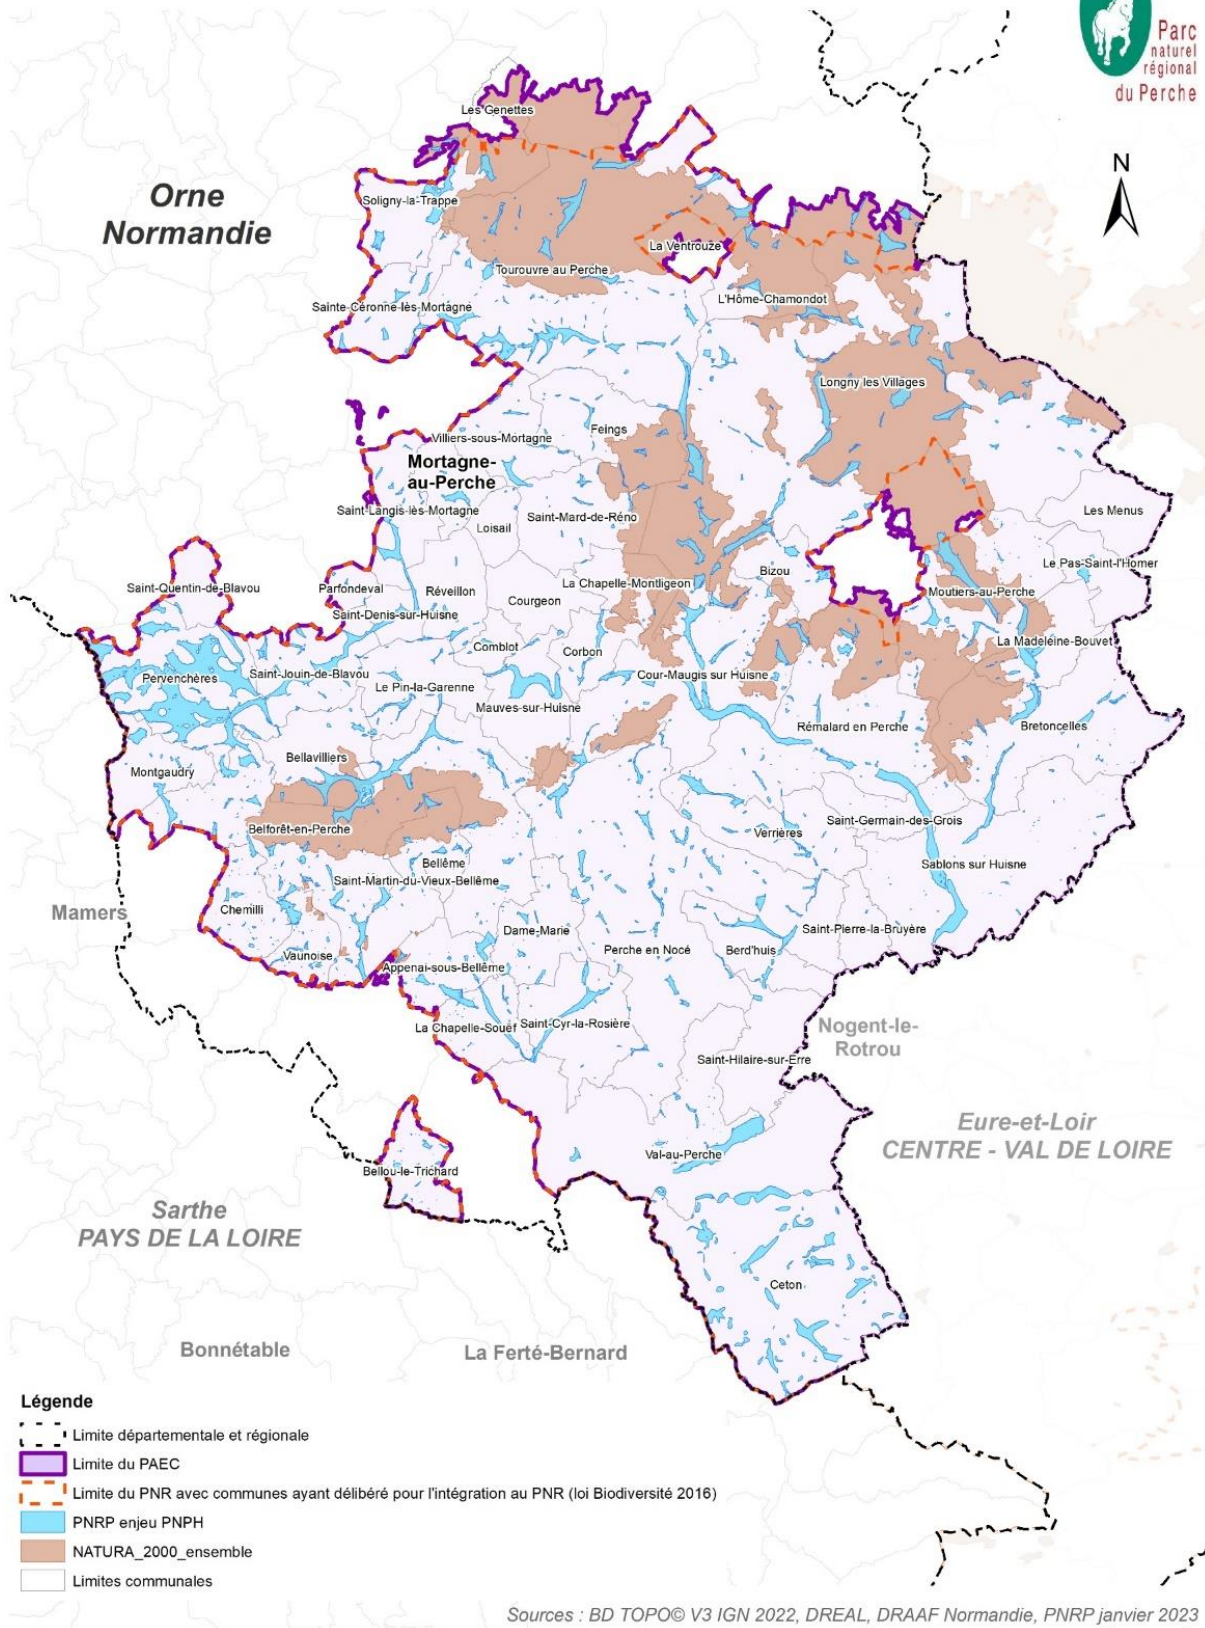 Parc
naturel
régional
du Perche
N
Orne
Normandie
Les Genettes
Soligny-la-Trappe
La Ventrouze
Tourouvre au Perche
L'Hôme-Chamondot
Sainte-Céronne-lès-Mortagne
Longny les Villages
Feings
Villiers-sous-Mortagne
Mortagne-
au-Perche
Saint-Langis-lès-Mortagne
Saint-Mard-de-Réno
Loisail
Les Menus
Le Pas-Saint-l'Homer
Bizou
La Chapelle-Montligeon
Saint-Quentin-de-Blavou
Parfondeval
Réveillon
Moutiers-au-Perche
Courgeon
Saint-Denis-sur-Huisne
La Madeleine-Bouvet
Comblot
Corbon
Pervenchères
Saint-Jouin-de-Blavou
Cour-Maugis sur Huisne
Le Pin-la-Garenne
Mauves-sur-Huisne
Rémalard en Perche
Bretoncelles
Bellavilliers
Montgaudry
Saint-Germain-des-Grois
Belforêt-en-Perche
Verrières
Bellême
Sablons sur Huisne
Saint-Martin-du-Vieux-Bellême
Mamers
Chemilli
Dame-Marie
Saint-Pierre-la-Bruyère
Perche en Nocé
Berd'huis
Vaunoise
Appenai-sous-Bellême
La Chapelle-Souëf
Saint-Cyr-la-Rosière
Nogent-le-
Rotrou
Saint-Hilaire-sur-Erre
Eure-et-Loir
CENTRE - VAL DE LOIRE
Val-au-Perche
Bellou-le-Trichard
Sarthe
PAYS DE LA LOIRE
Ceton
Bonnétable
La Ferté-Bernard
Légende
Limite départementale et régionale
Limite du PAEC
Limite du PNR avec communes ayant délibéré pour l'intégration au PNR (loi Biodiversité 2016)
PNRP enjeu PNPH
NATURA_2000_ensemble
Limites communales
Sources : BD TOPO© V3 IGN 2022, DREAL, DRAAF Normandie, PNRP janvier 2023